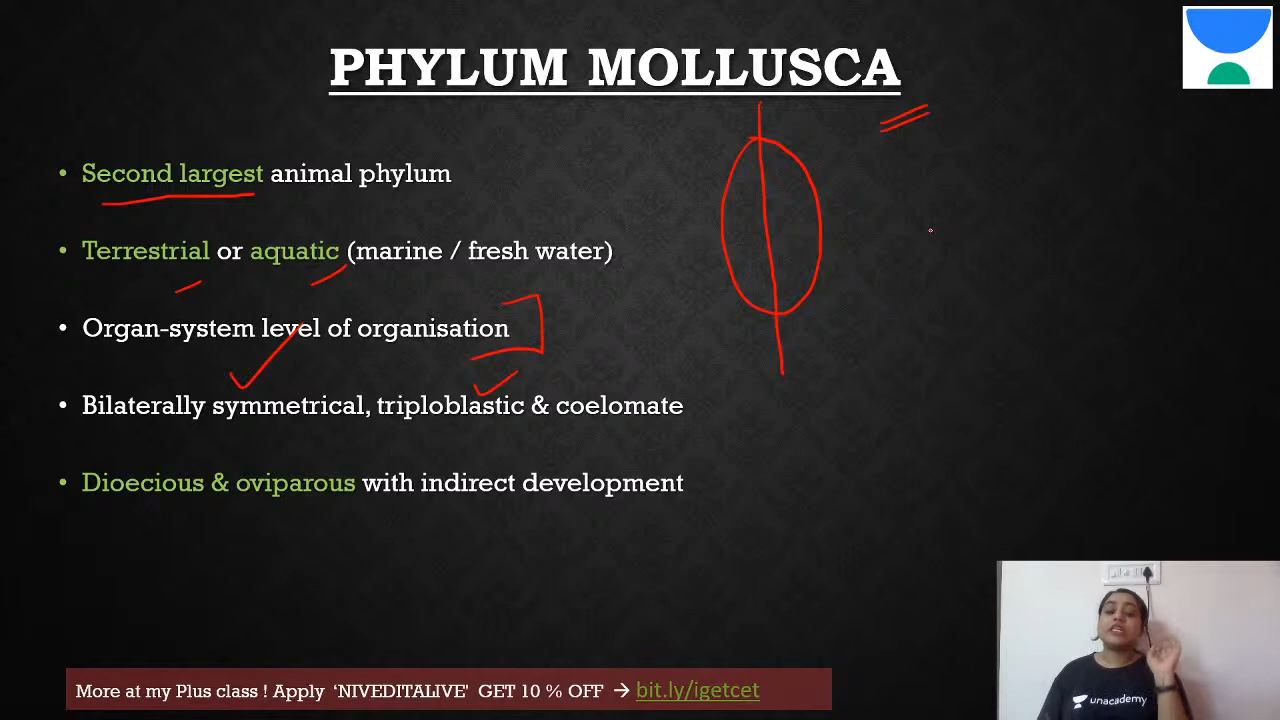 PHYLUM MOLLUSCA
• Second largest animal phylum
• Terrestrial or aquatic (marine / fresh water)
• Organ-system level of organisation
• Bilaterally symmetrical, triploblastic & coelomate
• Dioecious & oviparous with indirect development
More at my Plus class ! Apply ‘NIVEDITALIVE’ GET 10 % OFF → bit.ly/igetcet
unacademy